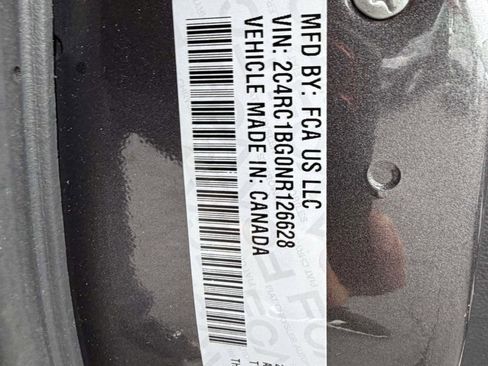 MFD BY: FCA US LLC
VIN: 2C4RC1BG0NR126628
VEHICLE MADE IN: CANADA